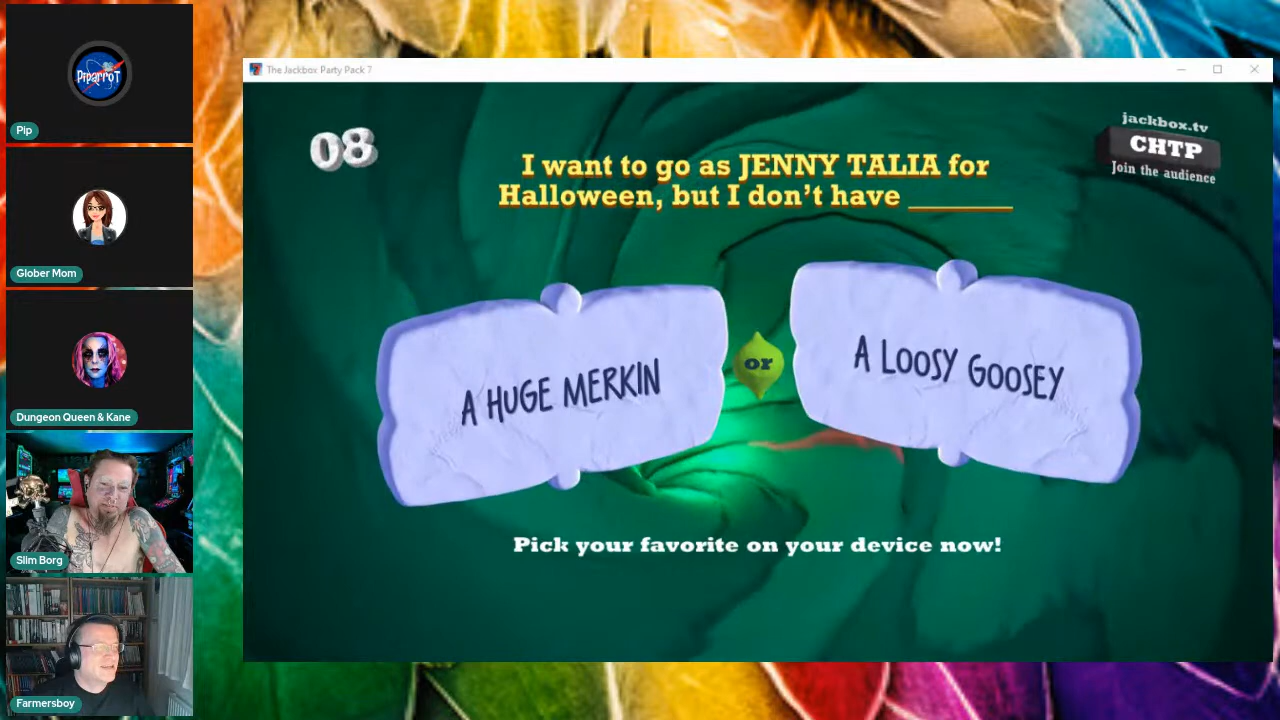 PiparroT
Pip
Glober Mom
Dungeon Queen & Kane
Slim Borg
Farmersboy
The Jackbox Party Pack 7
08
I want to go as JENNY TALIA for
Halloween, but I don't have ______
jackbox.tv
CHTP
Join the audience
A HUGE MERKIN
or
A LOOSY GOOSEY
Pick your favorite on your device now!